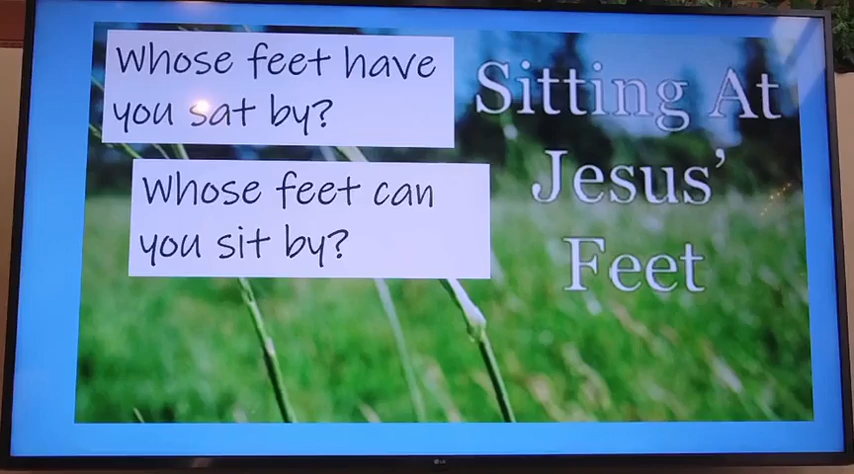 Whose feet have
you sat by?
Whose feet can
you sit by?
Sitting At
Jesus'
Feet
LG